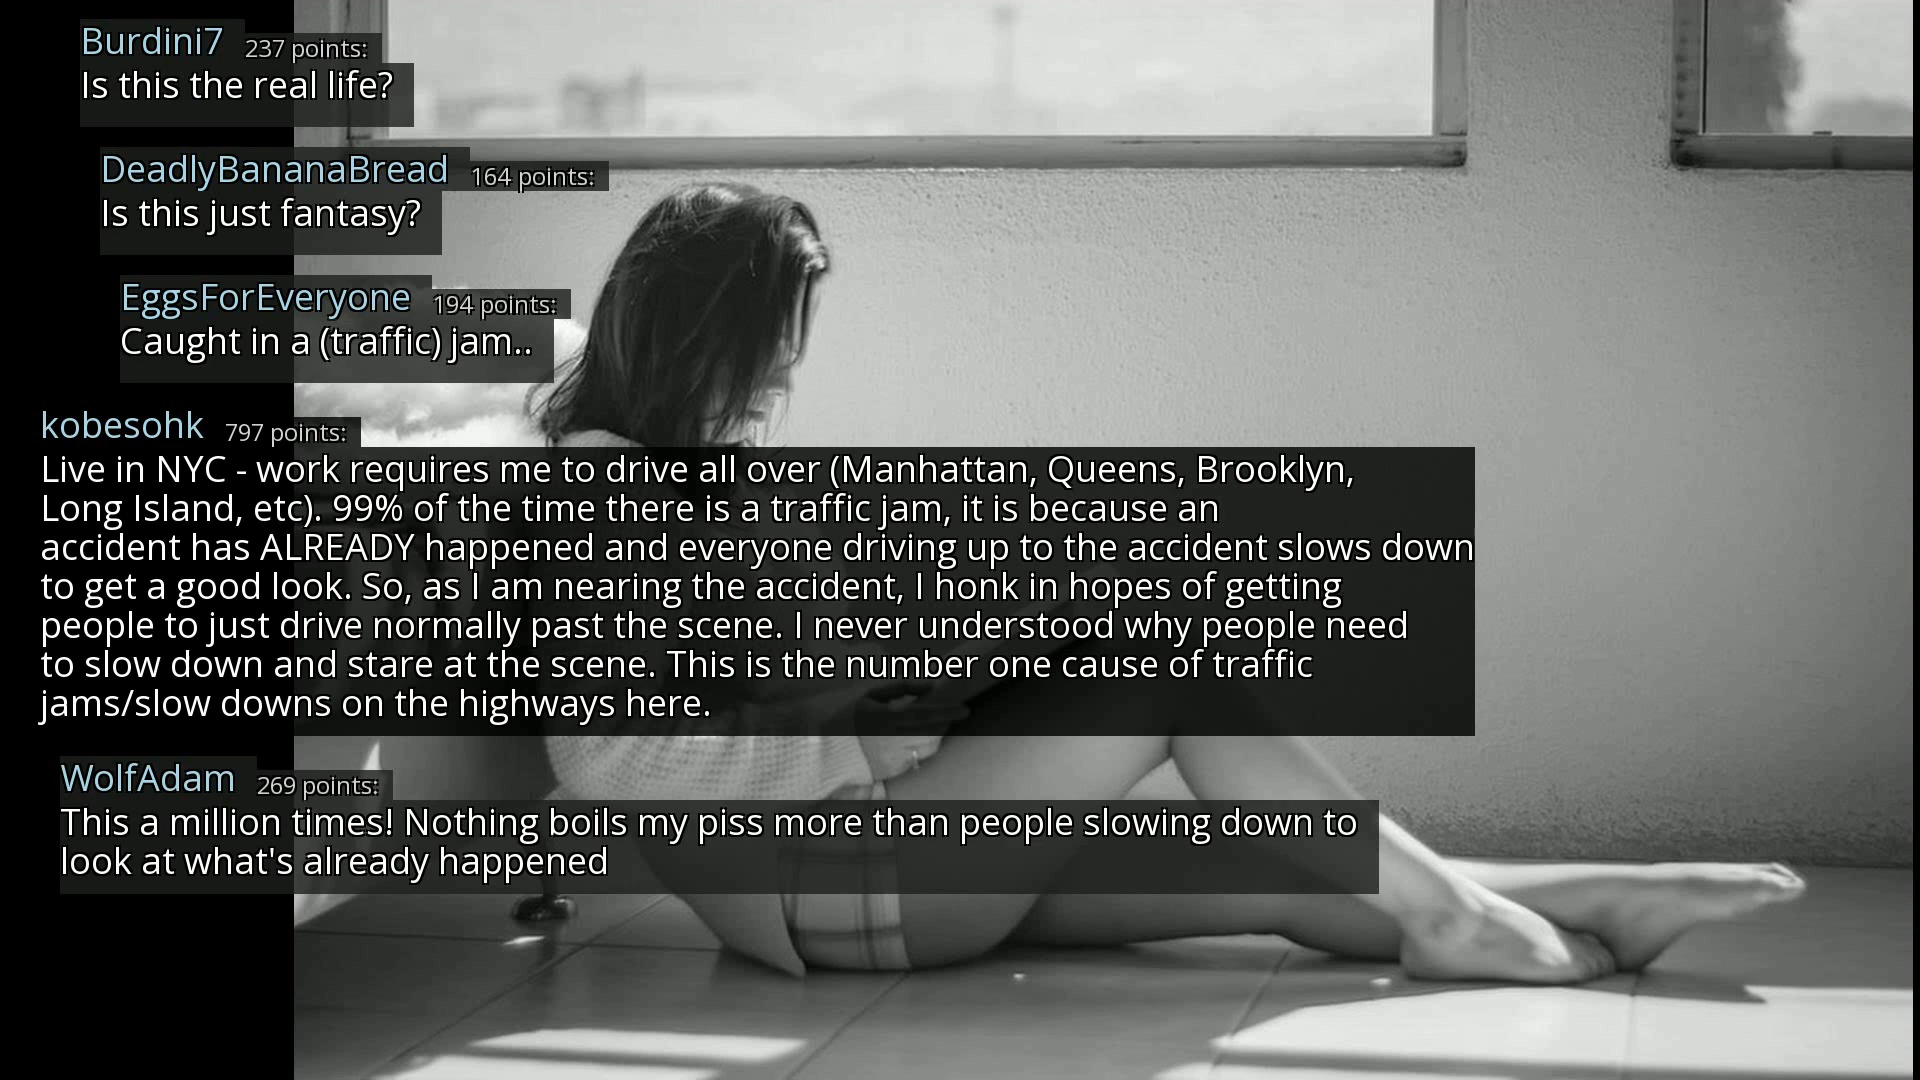 Burdini7 237 points:
Is this the real life?
DeadlyBananaBread 164 points:
Is this just fantasy?
EggsForEveryone 194 points:
Caught in a (traffic) jam..
kobesohk 797 points:
Live in NYC - work requires me to drive all over (Manhattan, Queens, Brooklyn,
Long Island, etc). 99% of the time there is a traffic jam, it is because an
accident has ALREADY happened and everyone driving up to the accident slows down
to get a good look. So, as I am nearing the accident, I honk in hopes of getting
people to just drive normally past the scene. I never understood why people need
to slow down and stare at the scene. This is the number one cause of traffic
jams/slow downs on the highways here.
WolfAdam 269 points:
This a million times! Nothing boils my piss more than people slowing down to
look at what's already happened